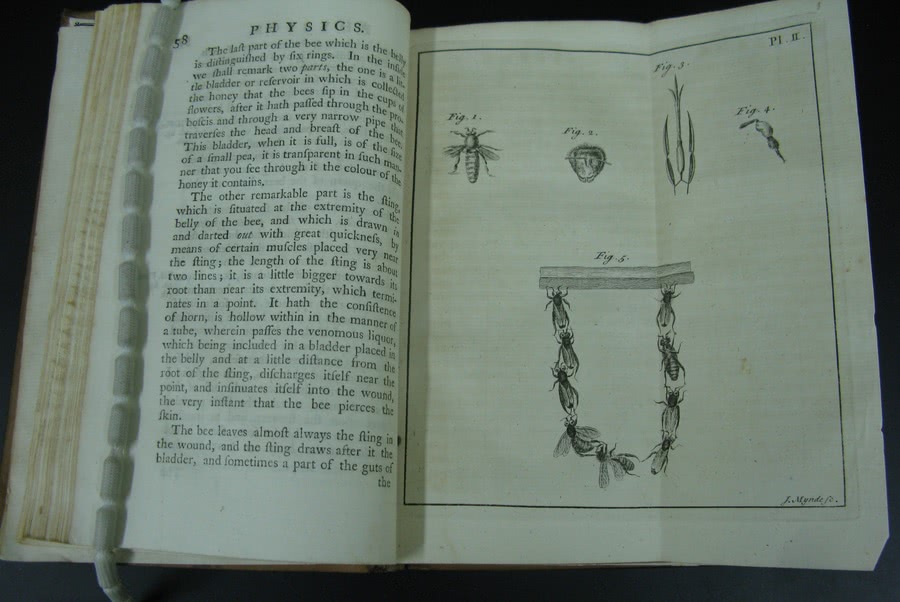 58
PHYSICS.
The laſt part of the bee which is the belly
is diſtinguiſhed by ſix rings. In the inſide
we ſhall remark two parts, the one is a lit-
tle bladder or reſervoir in which is collected
the honey that the bees ſip in the cups of
flowers, after it hath paſſed through the pro-
boſcis and through a very narrow pipe that
traverſes the head and breaſt of the bee.
This bladder, when it is full, is of the ſize
of a ſmall pea, it is tranſparent in ſuch man-
ner that you ſee through it the colour of the
honey it contains.
The other remarkable part is the ſting,
which is ſituated at the extremity of the
belly of the bee, and which is drawn in
and darted out with great quickneſs, by
means of certain muſcles placed very near
the ſting; the length of the ſting is about
two lines; it is a little bigger towards its
root than near its extremity, which termi-
nates in a point. It hath the conſiſtence
of horn, is hollow within in the manner of
a tube, wherein paſſes the venomous liquor,
which being included in a bladder placed in
the belly and at a little diſtance from the
root of the ſting, diſcharges itſelf near the
point, and inſinuates itſelf into the wound,
the very inſtant that the bee pierces the
ſkin.
The bee leaves almoſt always the ſting in
the wound, and the ſting draws after it the
bladder, and ſometimes a part of the guts of
the
Pl. II.
Fig. 1.
Fig. 2.
Fig. 3.
Fig. 4.
Fig. 5.
J. Mynde ſc.